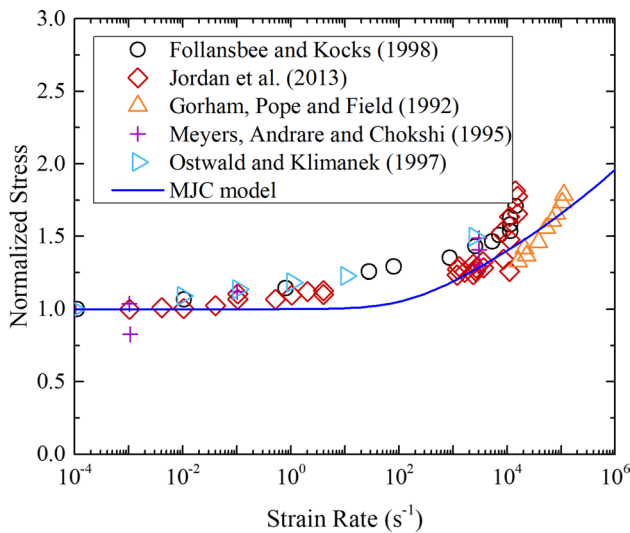 3.0
2.5
2.0
1.5
1.0
0.5
0.0
Normalized Stress
Follansbee and Kocks (1998)
Jordan et al. (2013)
Gorham, Pope and Field (1992)
Meyers, Andrare and Chokshi (1995)
Ostwald and Klimanek (1997)
MJC model
10⁻⁴ 10⁻² 10⁰ 10² 10⁴ 10⁶
Strain Rate (s⁻¹)